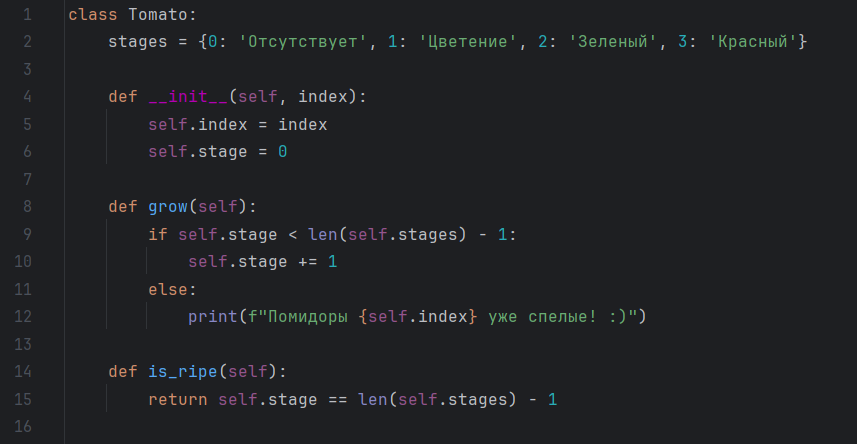 1 class Tomato:
2     stages = {0: 'Отсутствует', 1: 'Цветение', 2: 'Зеленый', 3: 'Красный'}
3
4     def __init__(self, index):
5         self.index = index
6         self.stage = 0
7
8     def grow(self):
9         if self.stage < len(self.stages) - 1:
10             self.stage += 1
11         else:
12             print(f"Помидоры {self.index} уже спелые! :)")
13
14     def is_ripe(self):
15         return self.stage == len(self.stages) - 1
16